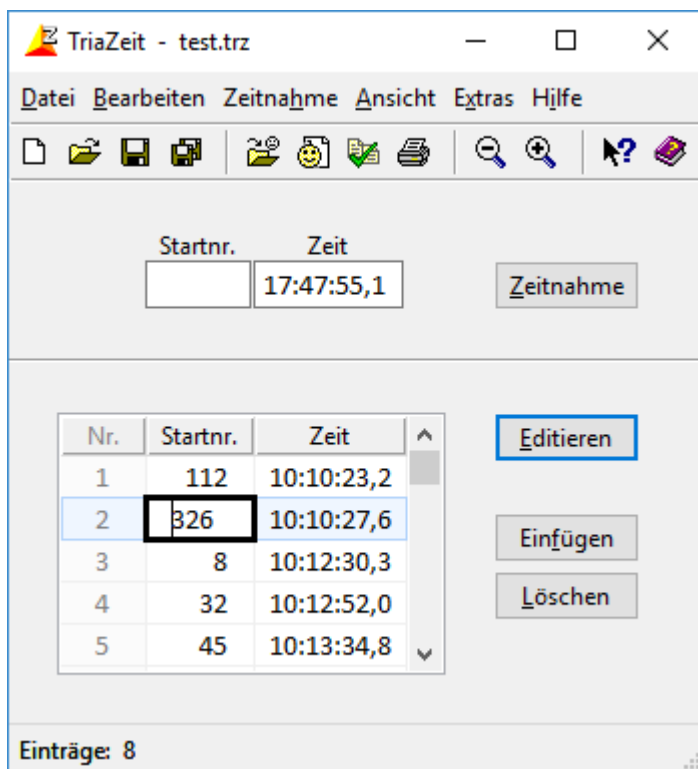 TriaZeit - test.trz
Datei Bearbeiten Zeitnahme Ansicht Extras Hilfe
Startnr. Zeit
17:47:55,1 Zeitnahme
Nr. Startnr. Zeit Editieren
1 112 10:10:23,2
2 326 10:10:27,6
Einfügen
3 8 10:12:30,3
4 32 10:12:52,0 Löschen
5 45 10:13:34,8
Einträge: 8